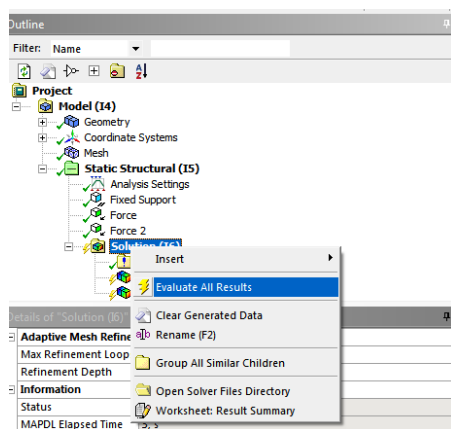 Outline
Filter: Name
Project
Model (I4)
Geometry
Coordinate Systems
Mesh
Static Structural (I5)
Analysis Settings
Fixed Support
Force
Force 2
Solution (I6)
Insert
Evaluate All Results
Clear Generated Data
Rename (F2)
Group All Similar Children
Open Solver Files Directory
Worksheet: Result Summary
Details of "Solution (I6)"
Adaptive Mesh Refine
Max Refinement Loop
Refinement Depth
Information
Status
MAPDL Elapsed Time